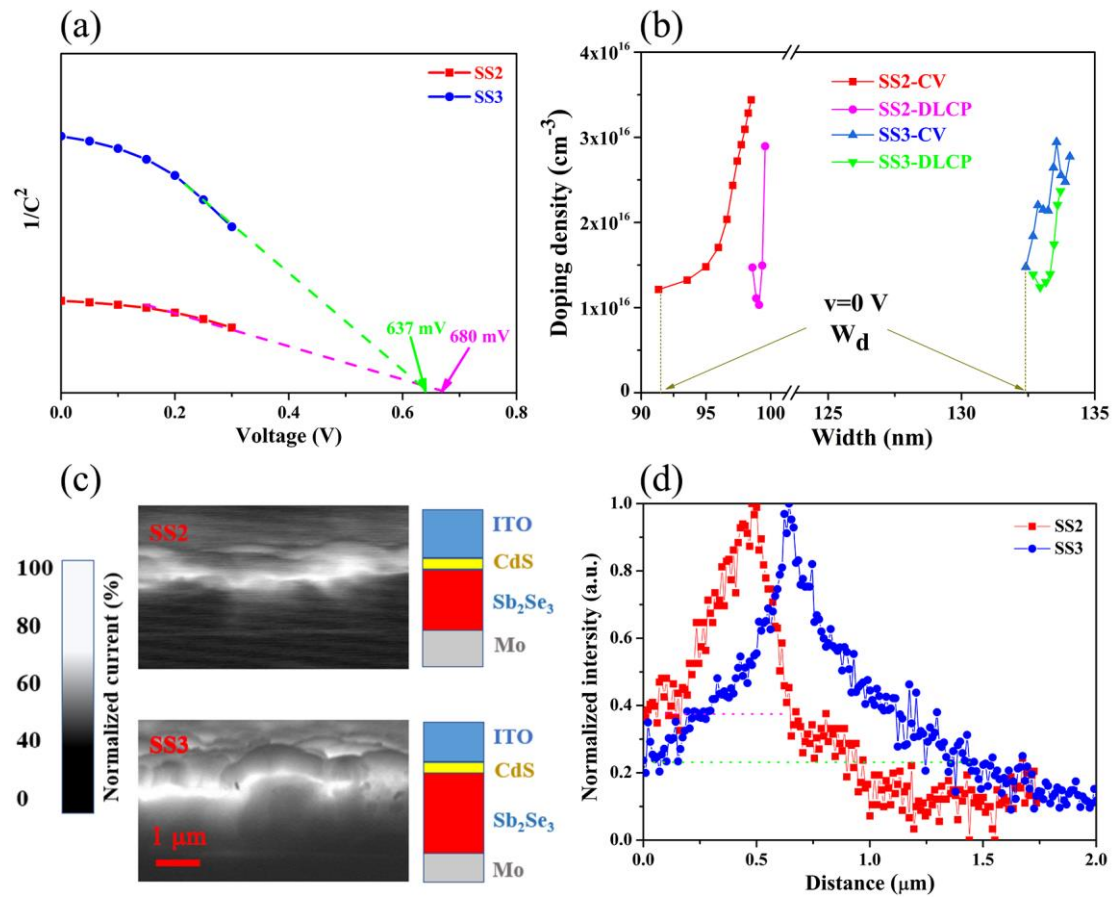 (a)
SS2
SS3
1/C²
637 mV
680 mV
0.0 0.2 0.4 0.6 0.8
Voltage (V)
(b)
4x10¹⁶
3x10¹⁶
2x10¹⁶
1x10¹⁶
0
Doping density (cm⁻³)
SS2-CV
SS2-DLCP
SS3-CV
SS3-DLCP
v=0 V
W_d
90 95 100 125 130 135
Width (nm)
(c)
100
80
60
40
0
Normalized current (%)
SS2
ITO
CdS
Sb₂Se₃
Mo
SS3
1 μm
ITO
CdS
Sb₂Se₃
Mo
(d)
1.0
0.8
0.6
0.4
0.2
0.0
Normalized intersity (a.u.)
SS2
SS3
0.0 0.5 1.0 1.5 2.0
Distance (μm)